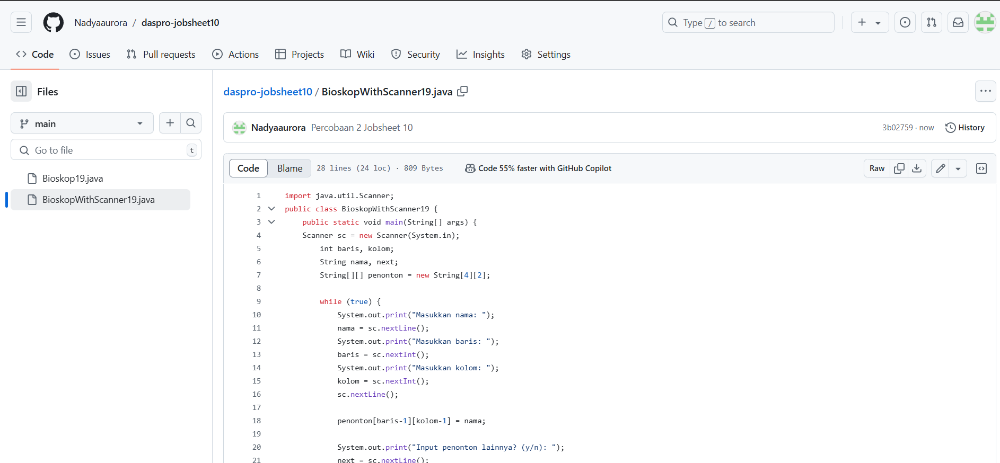 Nadyaaurora / daspro-jobsheet10
Type / to search
Code Issues Pull requests Actions Projects Wiki Security Insights Settings
Files
main
Go to file t
Bioskop19.java
BioskopWithScanner19.java
daspro-jobsheet10 / BioskopWithScanner19.java
Nadyaaurora Percobaan 2 Jobsheet 10
3b02759 · now History
Code Blame 28 lines (24 loc) · 809 Bytes Code 55% faster with GitHub Copilot Raw
1 import java.util.Scanner;
2 public class BioskopWithScanner19 {
3     public static void main(String[] args) {
4     Scanner sc = new Scanner(System.in);
5         int baris, kolom;
6         String nama, next;
7         String[][] penonton = new String[4][2];
8
9         while (true) {
10             System.out.print("Masukkan nama: ");
11             nama = sc.nextLine();
12             System.out.print("Masukkan baris: ");
13             baris = sc.nextInt();
14             System.out.print("Masukkan kolom: ");
15             kolom = sc.nextInt();
16             sc.nextLine();
17
18             penonton[baris-1][kolom-1] = nama;
19
20             System.out.print("Input penonton lainnya? (y/n): ");
21             next = sc.nextLine();